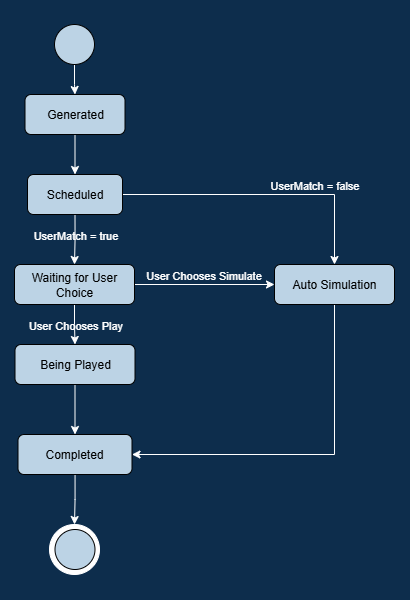 Generated
Scheduled
UserMatch = false
UserMatch = true
Waiting for User
Choice
User Chooses Simulate
Auto Simulation
User Chooses Play
Being Played
Completed